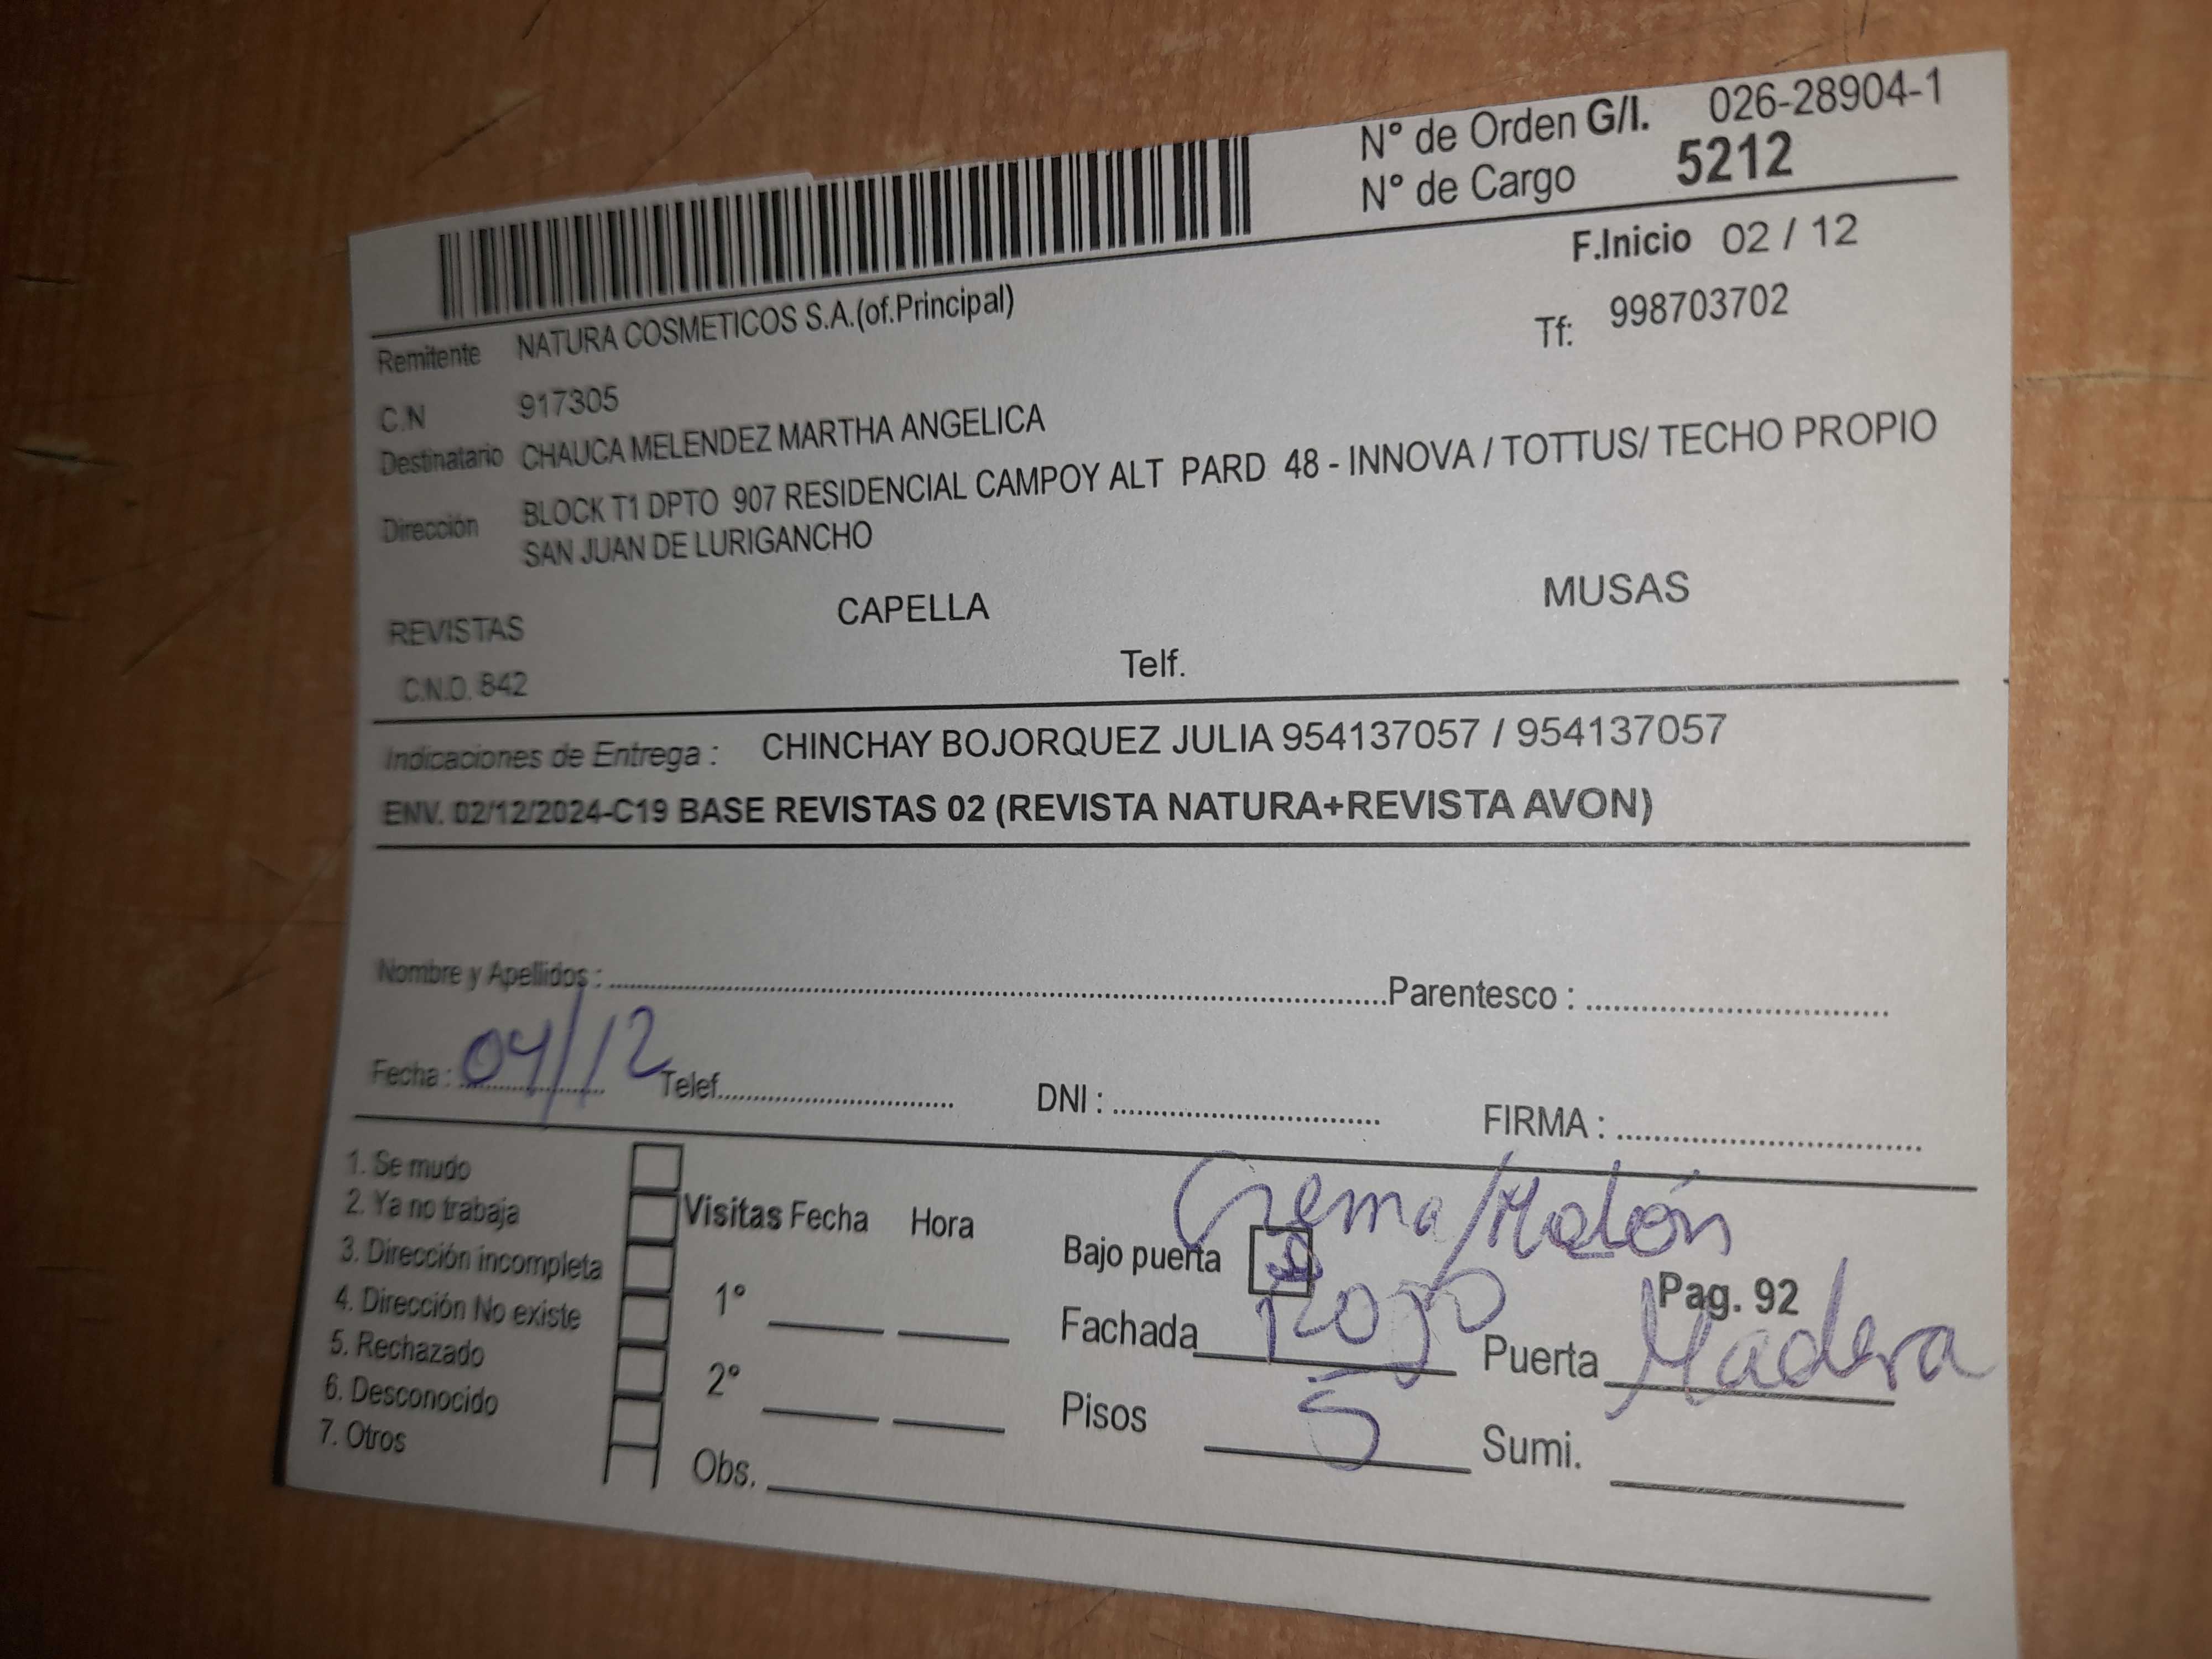 N° de Orden G/I. 026-28904-1
N° de Cargo 5212
F.Inicio 02 / 12
Remitente NATURA COSMETICOS S.A.(of.Principal)
Tf: 998703702
C.N 917305
Destinatario CHAUCA MELENDEZ MARTHA ANGELICA
Dirección BLOCK T1 DPTO 907 RESIDENCIAL CAMPOY ALT PARD 48 - INNOVA / TOTTUS/ TECHO PROPIO
SAN JUAN DE LURIGANCHO
REVISTAS CAPELLA MUSAS
C.N.O. 842 Telf.
Indicaciones de Entrega : CHINCHAY BOJORQUEZ JULIA 954137057 / 954137057
ENV. 02/12/2024-C19 BASE REVISTAS 02 (REVISTA NATURA+REVISTA AVON)
Nombre y Apellidos : Parentesco :
Fecha : 04/12 Telef. DNI : FIRMA :
1. Se mudo
2. Ya no trabaja
3. Dirección incompleta
4. Dirección No existe
5. Rechazado
6. Desconocido
7. Otros
Visitas Fecha Hora
1°
2°
Obs.
Crema/
Bajo puerta
Pag. 92
Fachada Rojo Puerta Madera
Pisos 5 Sumi.